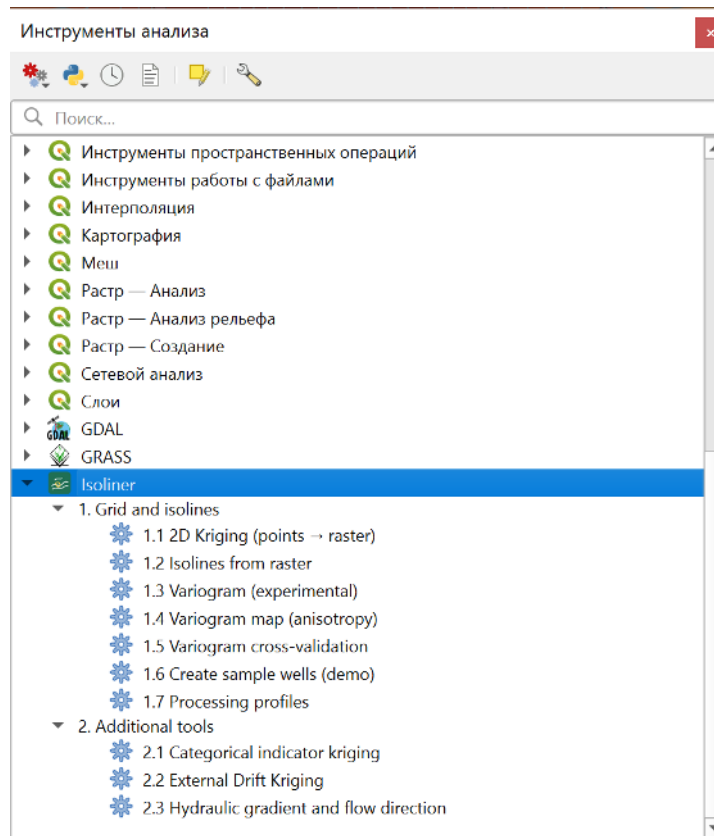 Инструменты анализа
Поиск...
Инструменты пространственных операций
Инструменты работы с файлами
Интерполяция
Картография
Меш
Растр — Анализ
Растр — Анализ рельефа
Растр — Создание
Сетевой анализ
Слои
GDAL GDAL
GRASS
Isoliner
1. Grid and isolines
1.1 2D Kriging (points → raster)
1.2 Isolines from raster
1.3 Variogram (experimental)
1.4 Variogram map (anisotropy)
1.5 Variogram cross-validation
1.6 Create sample wells (demo)
1.7 Processing profiles
2. Additional tools
2.1 Categorical indicator kriging
2.2 External Drift Kriging
2.3 Hydraulic gradient and flow direction